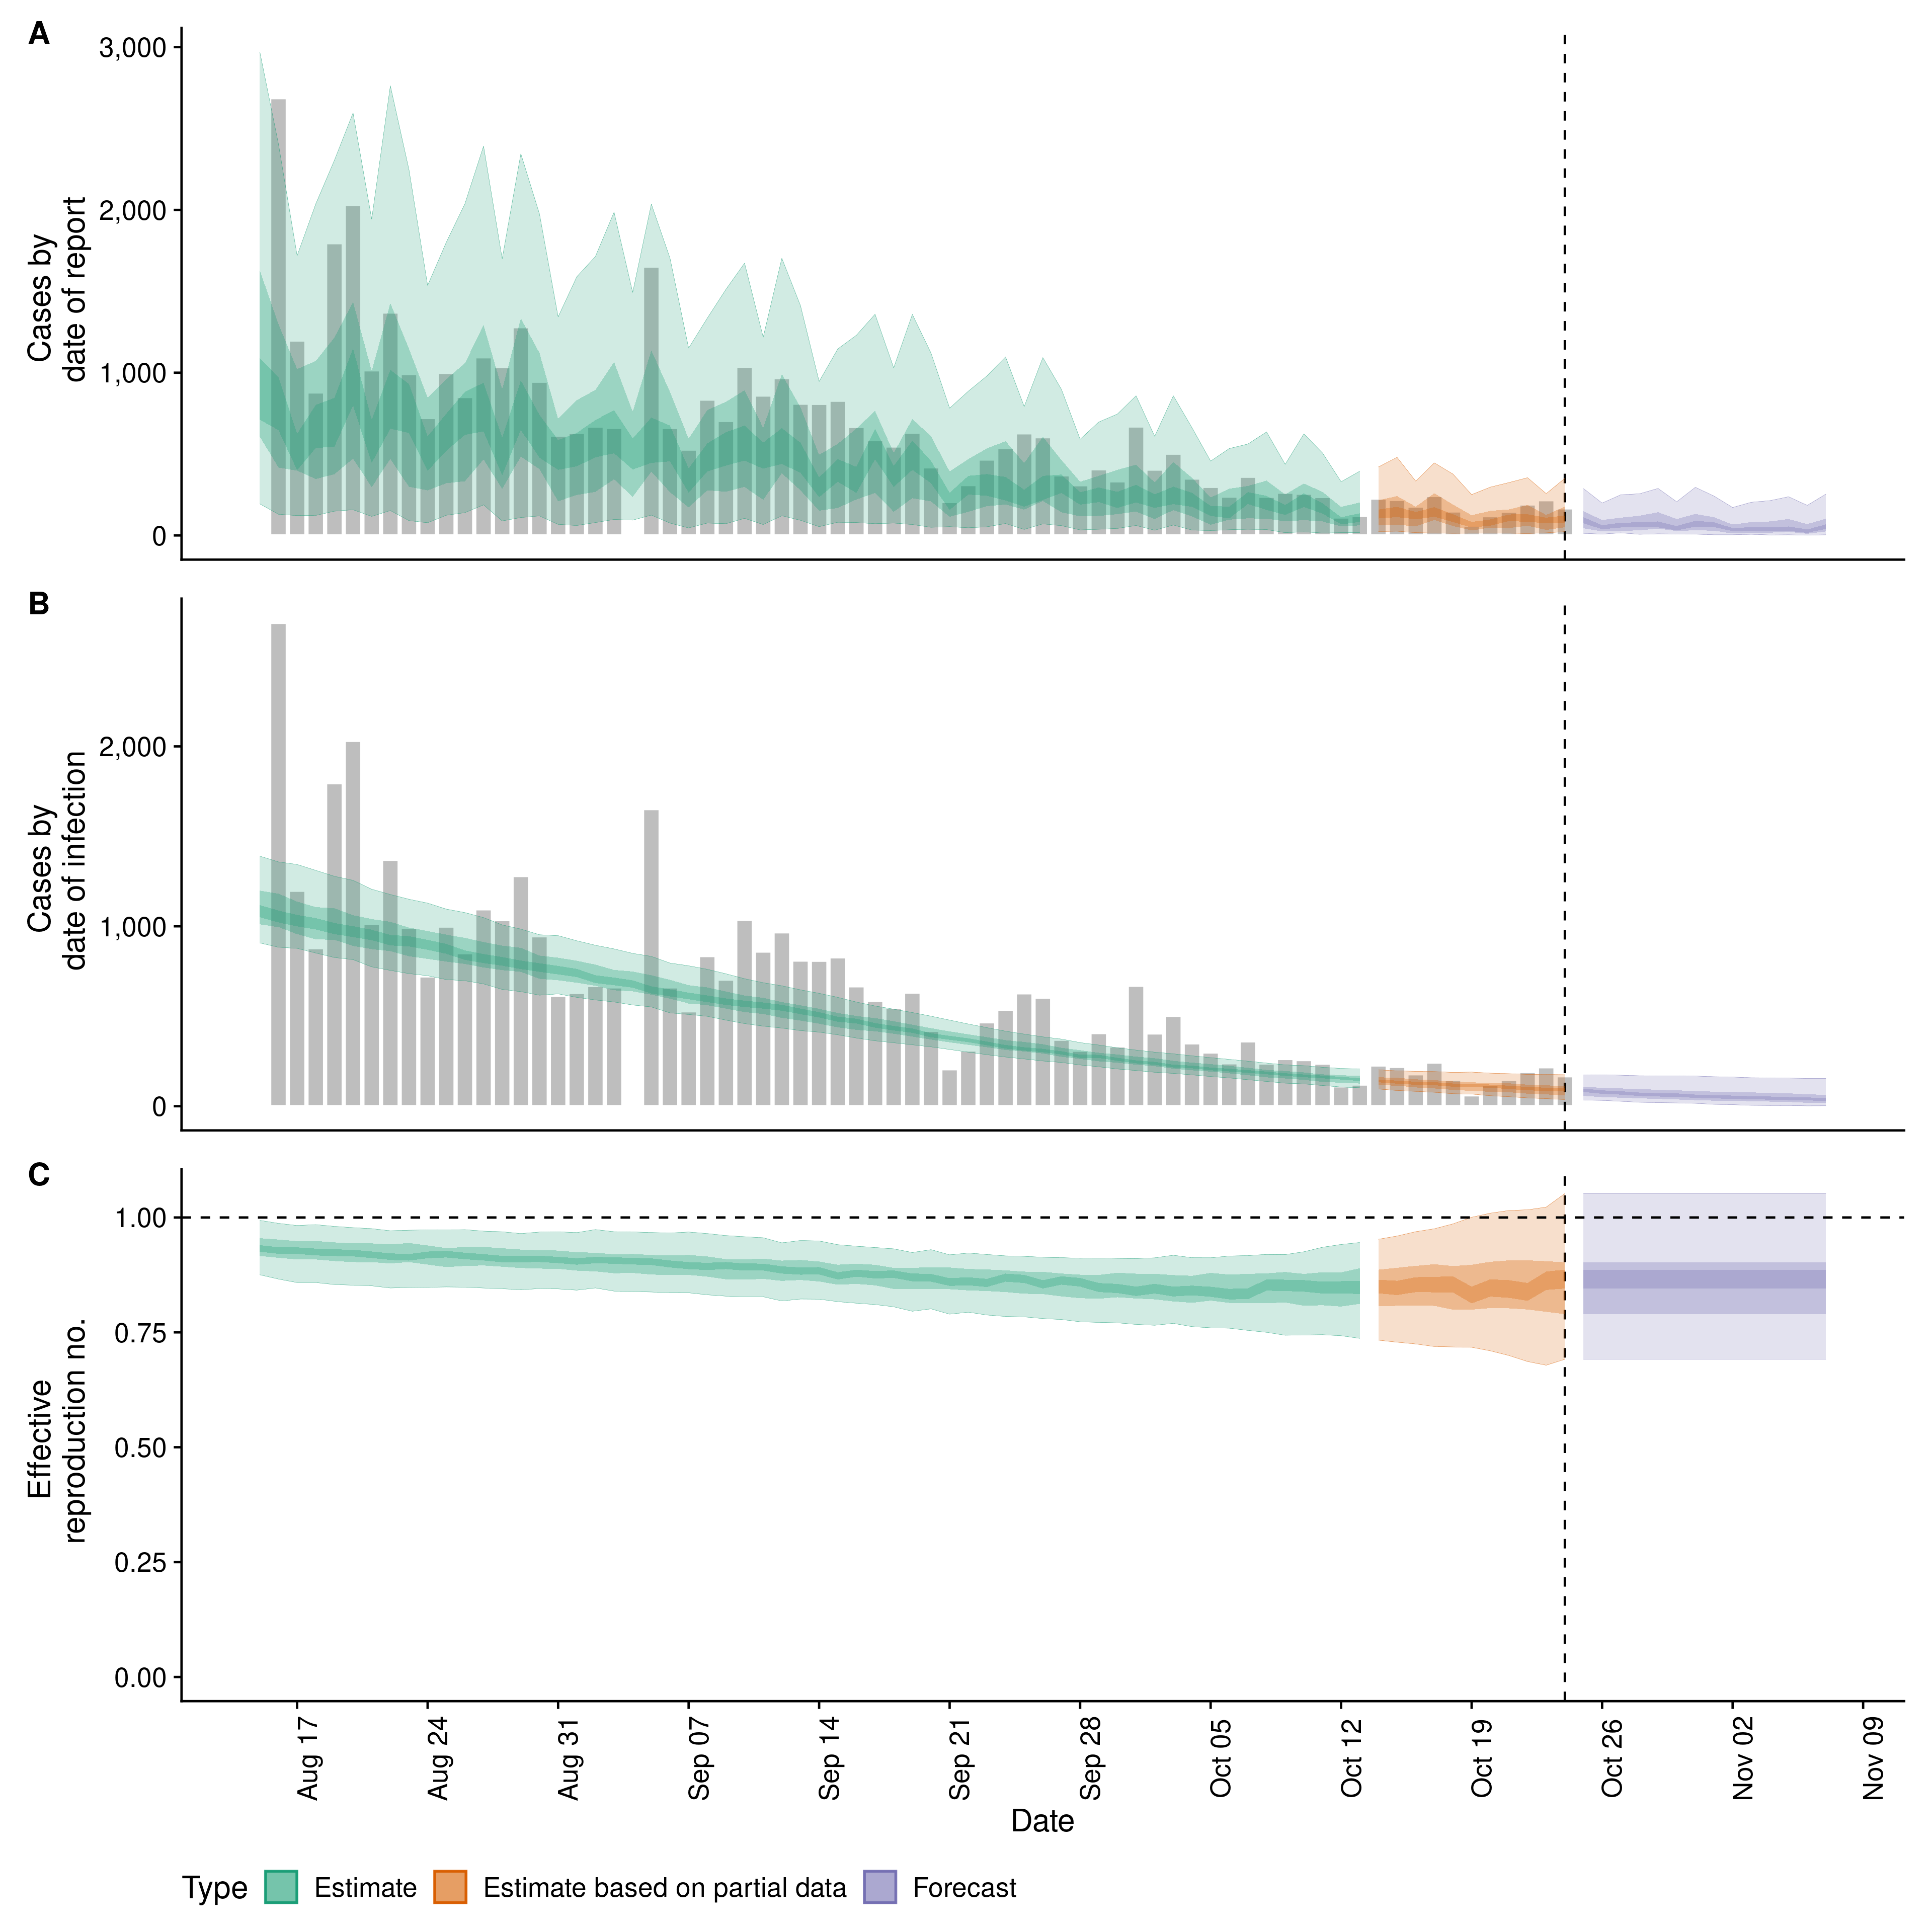 A
3,000
2,000
1,000
0
Cases by
date of report
B
2,000
1,000
0
Cases by
date of infection
C
1.00
0.75
0.50
0.25
0.00
Effective
reproduction no.
Aug 17
Aug 24
Aug 31
Sep 07
Sep 14
Sep 21
Sep 28
Oct 05
Oct 12
Oct 19
Oct 26
Nov 02
Nov 09
Date
Type
Estimate
Estimate based on partial data
Forecast